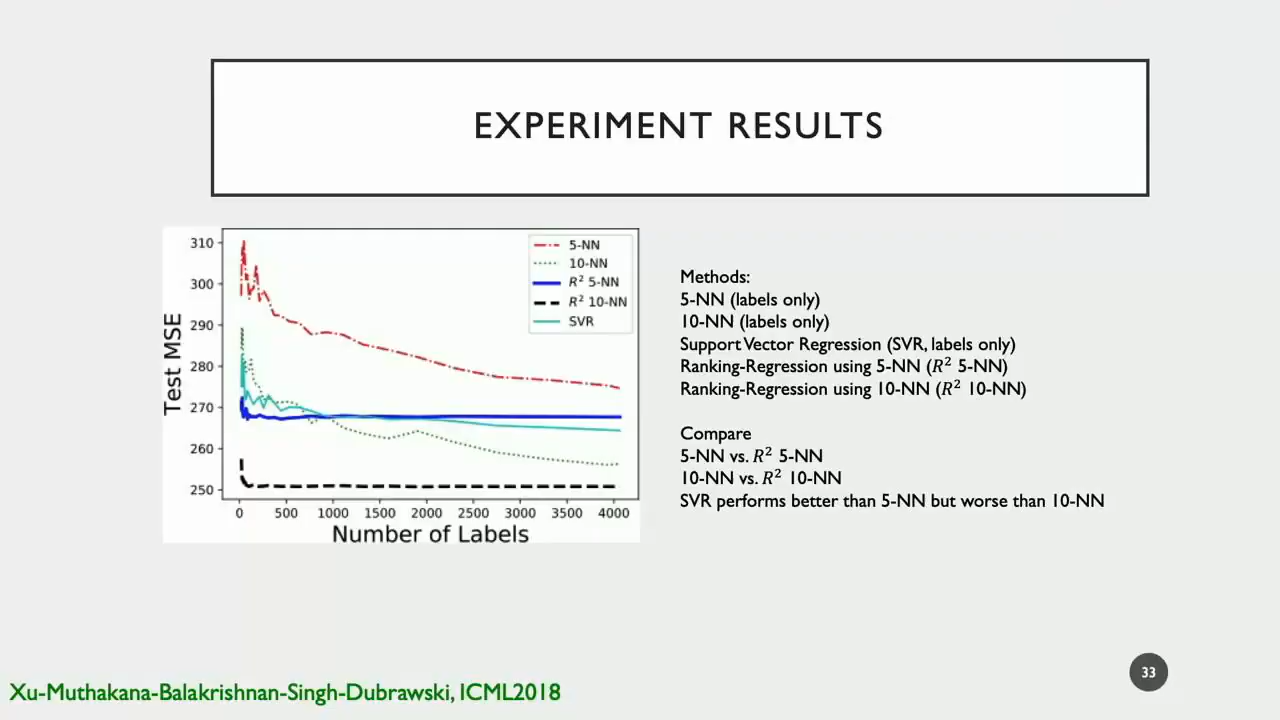 EXPERIMENT RESULTS
310
300
290
280
270
260
250
Test MSE
0 500 1000 1500 2000 2500 3000 3500 4000
Number of Labels
5-NN
10-NN
R² 5-NN
R² 10-NN
SVR
Methods:
5-NN (labels only)
10-NN (labels only)
Support Vector Regression (SVR, labels only)
Ranking-Regression using 5-NN (R² 5-NN)
Ranking-Regression using 10-NN (R² 10-NN)
Compare
5-NN vs. R² 5-NN
10-NN vs. R² 10-NN
SVR performs better than 5-NN but worse than 10-NN
33
Xu-Muthakana-Balakrishnan-Singh-Dubrawski, ICML2018